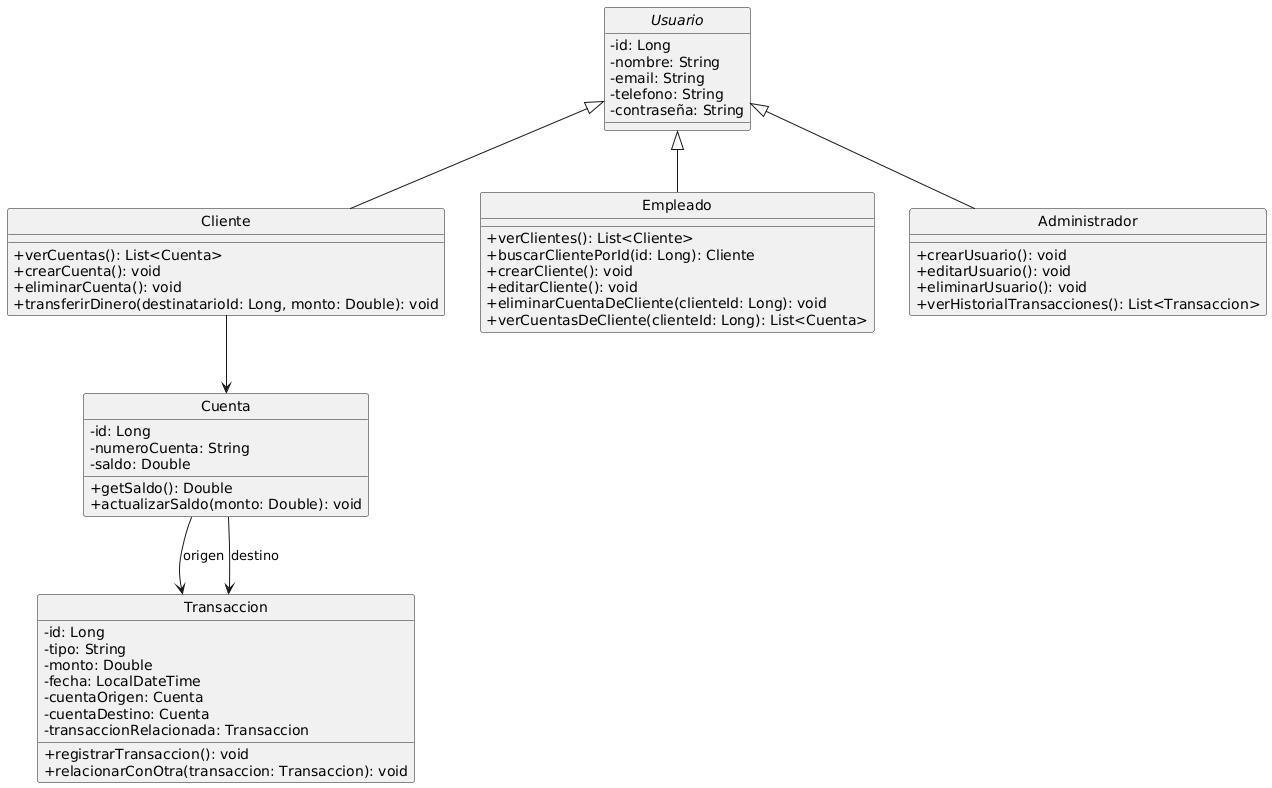 Usuario
-id: Long
-nombre: String
-email: String
-telefono: String
-contraseña: String
Cliente
+verCuentas(): List<Cuenta>
+crearCuenta(): void
+eliminarCuenta(): void
+transferirDinero(destinatarioId: Long, monto: Double): void
Empleado
+verClientes(): List<Cliente>
+buscarClientePorId(id: Long): Cliente
+crearCliente(): void
+editarCliente(): void
+eliminarCuentaDeCliente(clienteId: Long): void
+verCuentasDeCliente(clienteId: Long): List<Cuenta>
Administrador
+crearUsuario(): void
+editarUsuario(): void
+eliminarUsuario(): void
+verHistorialTransacciones(): List<Transaccion>
Cuenta
-id: Long
-numeroCuenta: String
-saldo: Double
+getSaldo(): Double
+actualizarSaldo(monto: Double): void
origen
destino
Transaccion
-id: Long
-tipo: String
-monto: Double
-fecha: LocalDateTime
-cuentaOrigen: Cuenta
-cuentaDestino: Cuenta
-transaccionRelacionada: Transaccion
+registrarTransaccion(): void
+relacionarConOtra(transaccion: Transaccion): void